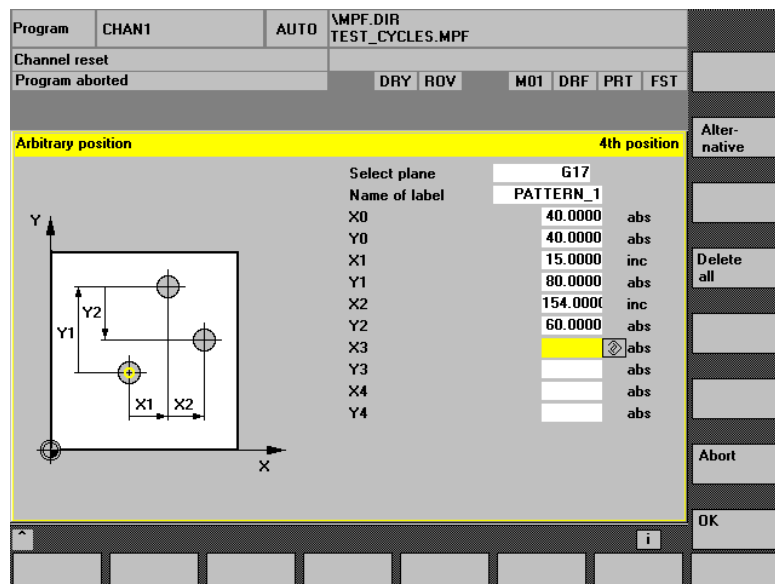 Program CHAN1 AUTO \MPF.DIR
TEST_CYCLES.MPF
Channel reset
Program aborted DRY ROV M01 DRF PRT FST
Alter-
native
Arbitrary position 4th position
Select plane G17
Name of label PATTERN_1
X0 40.0000 abs
Y0 40.0000 abs
X1 15.0000 inc
Y1 80.0000 abs
X2 154.0000 inc
Y2 60.0000 abs
X3 abs
Y3 abs
X4 abs
Y4 abs
Y
Y2
Y1
X1 X2
X
Delete
all
Abort
OK
^ i